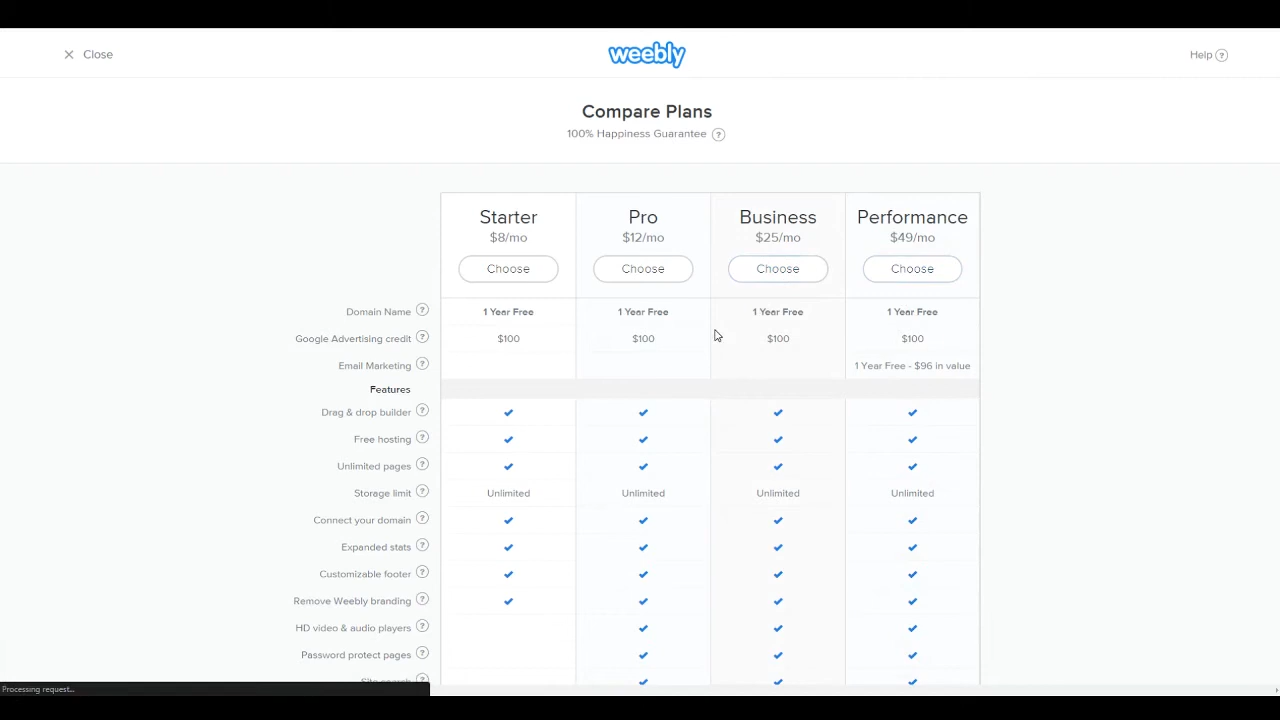 Close
weebly
Help ?
Compare Plans
100% Happiness Guarantee ?
Starter Pro Business Performance
$8/mo $12/mo $25/mo $49/mo
Choose Choose Choose Choose
Domain Name ? 1 Year Free 1 Year Free 1 Year Free 1 Year Free
Google Advertising credit ? $100 $100 $100 $100
Email Marketing ? 1 Year Free - $96 in value
Features
Drag & drop builder ?
Free hosting ?
Unlimited pages ?
Storage limit ? Unlimited Unlimited Unlimited Unlimited
Connect your domain ?
Expanded stats ?
Customizable footer ?
Remove Weebly branding ?
HD video & audio players ?
Password protect pages ?
Site search ?
Processing request...